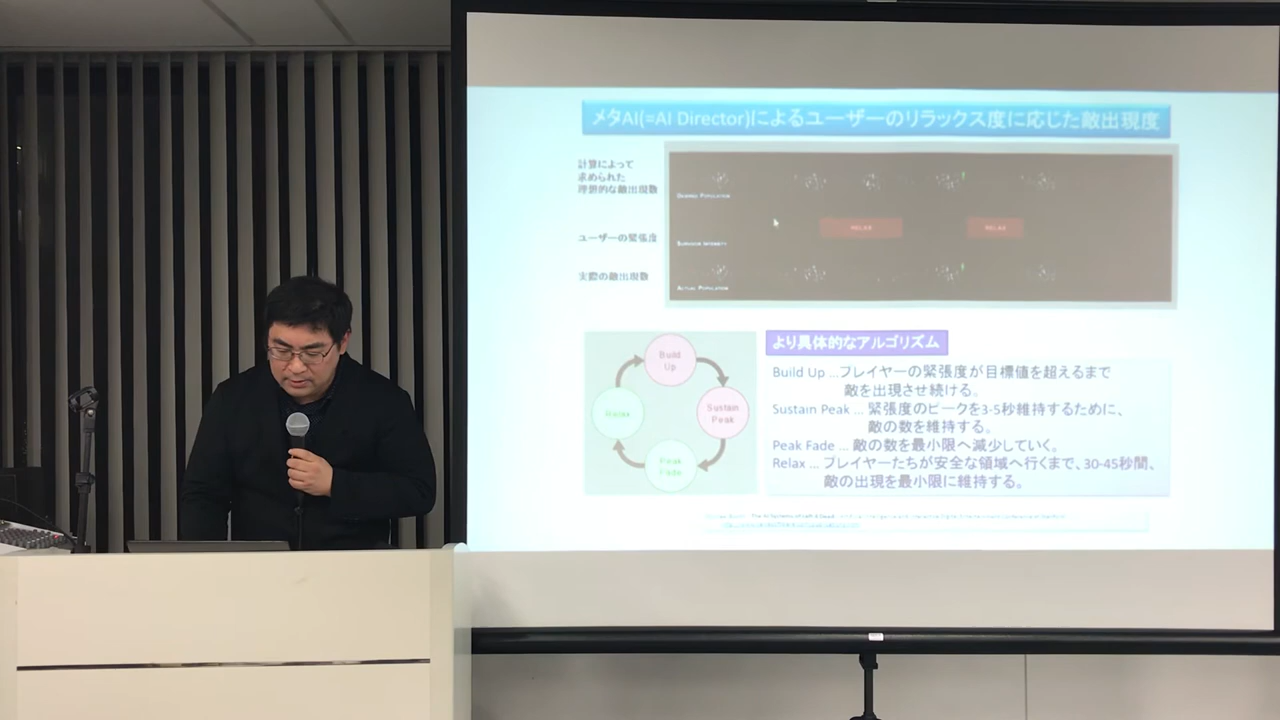 メタAI(=AI Director)によるユーザーのリラックス度に応じた敵出現度
計算によって
求められた
理想的な敵出現数
DESIRED POPULATION
RELAX
RELAX
ユーザーの緊張度
SURVIVOR INTENSITY
実際の敵出現数
ACTUAL POPULATION
Build
Up
Sustain
Peak
Peak
Fade
Relax
より具体的なアルゴリズム
Build Up …プレイヤーの緊張度が目標値を超えるまで
敵を出現させ続ける。
Sustain Peak … 緊張度のピークを3-5秒維持するために、
敵の数を維持する。
Peak Fade … 敵の数を最小限へ減少していく。
Relax … プレイヤーたちが安全な領域へ行くまで、30-45秒間、
敵の出現を最小限に維持する。